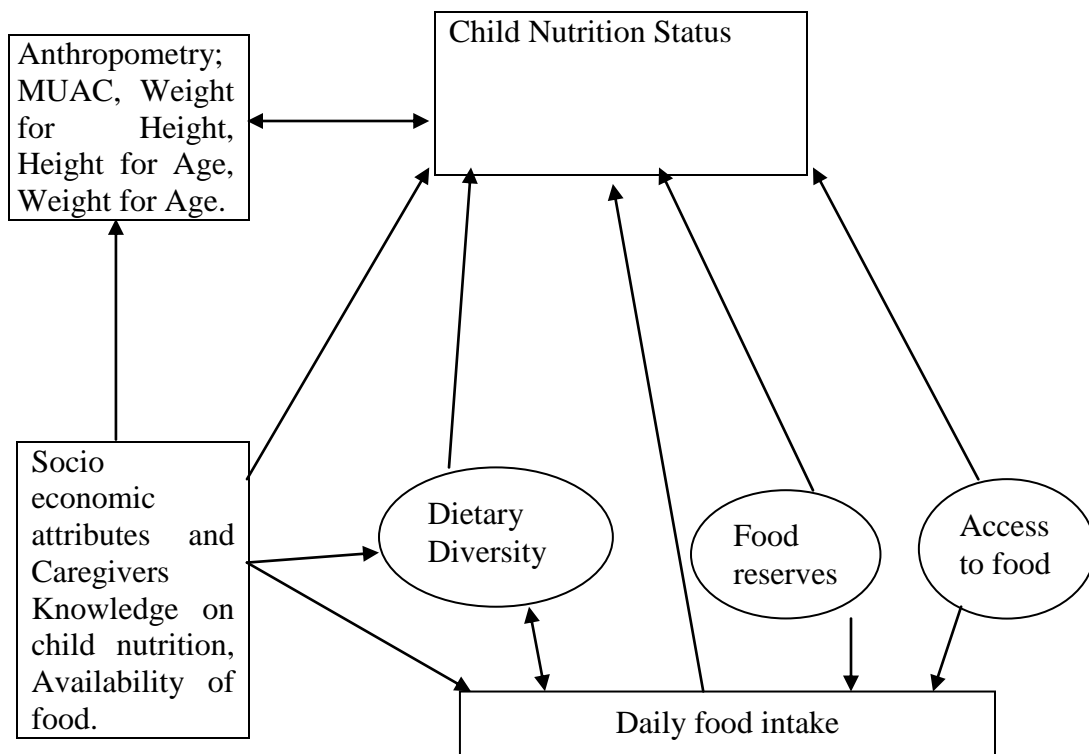 Child Nutrition Status
Anthropometry;
MUAC, Weight
for Height,
Height for Age,
Weight for Age.
Socio
economic
attributes and
Caregivers
Knowledge on
child nutrition,
Availability of
food.
Dietary
Diversity
Food
reserves
Access
to food
Daily food intake